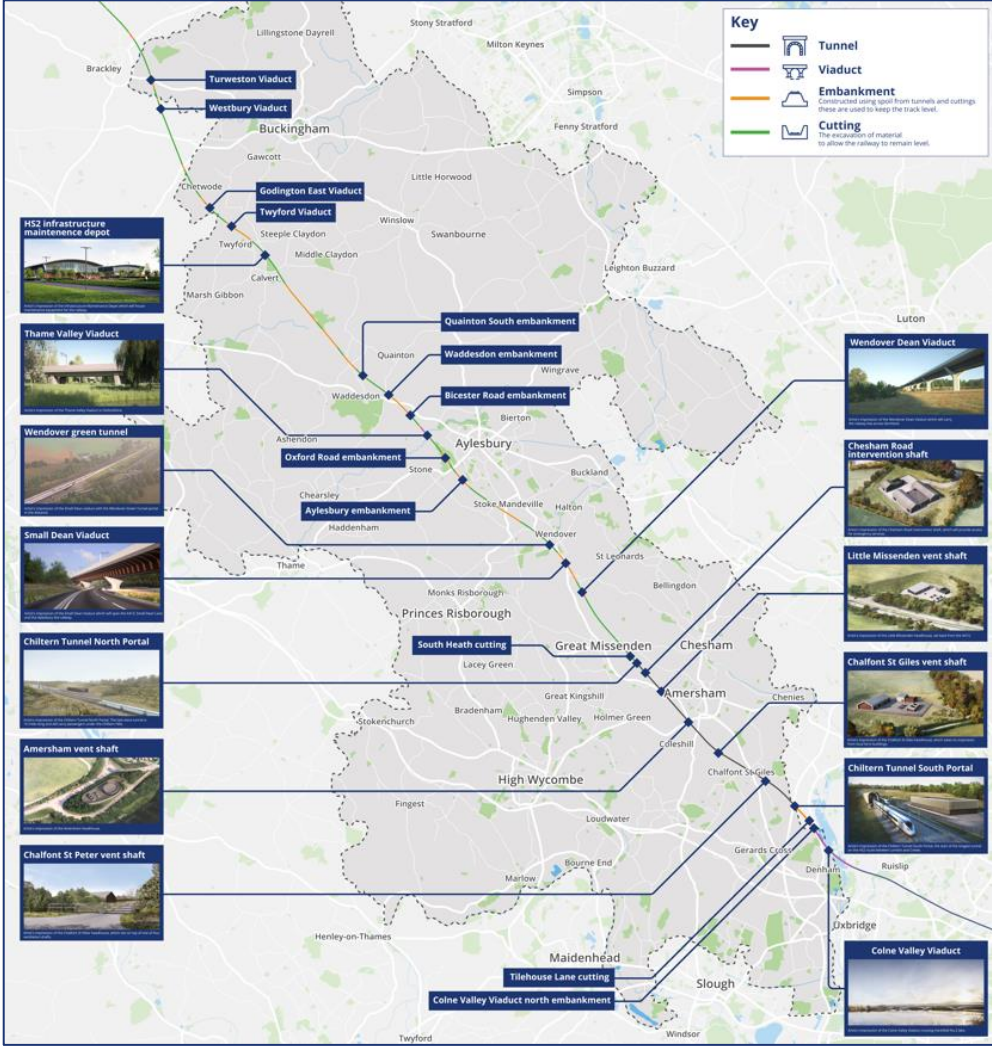 Key
Tunnel
Viaduct
Embankment
Constructed using spoil from tunnels and cuttings
these are used to keep the track level.
Cutting
The excavation of material
to allow the railway to remain level.
Stony Stratford
Lillingstone Dayrell
Milton Keynes
Brackley
Turweston Viaduct
Simpson
Westbury Viaduct
Buckingham
Fenny Stratford
Gawcott
Little Horwood
Chetwode
Godington East Viaduct
Twyford Viaduct
Winslow
Steeple Claydon
Swanbourne
Twyford
Middle Claydon
Calvert
Leighton Buzzard
Marsh Gibbon
HS2 infrastructure
maintenence depot
Luton
Quainton South embankment
Thame Valley Viaduct
Wendover Dean Viaduct
Quainton
Waddesdon embankment
Wingrave
Waddesdon
Bicester Road embankment
Bierton
Wendover green tunnel
Ashendon
Aylesbury
Chesham Road
intervention shaft
Oxford Road embankment
Stone
Buckland
Chearsley
Aylesbury embankment
Stoke Mandeville
Halton
Haddenham
Small Dean Viaduct
Wendover
St Leonards
Little Missenden vent shaft
Thame
Bellingdon
Monks Risborough
Princes Risborough
Chiltern Tunnel North Portal
South Heath cutting
Great Missenden
Chesham
Chalfont St Giles vent shaft
Lacey Green
Great Kingshill
Amersham
Chenies
Bradenham
Stokenchurch
Hughenden Valley
Holmer Green
Amersham vent shaft
Coleshill
Chiltern Tunnel South Portal
High Wycombe
Chalfont St Giles
Fingest
Loudwater
Chalfont St Peter vent shaft
Gerards Cross
Bourne End
Denham
Ruislip
Marlow
Uxbridge
Henley-on-Thames
Colne Valley Viaduct
Maidenhead
Tilehouse Lane cutting
Slough
Colne Valley Viaduct north embankment
Windsor
Twyford